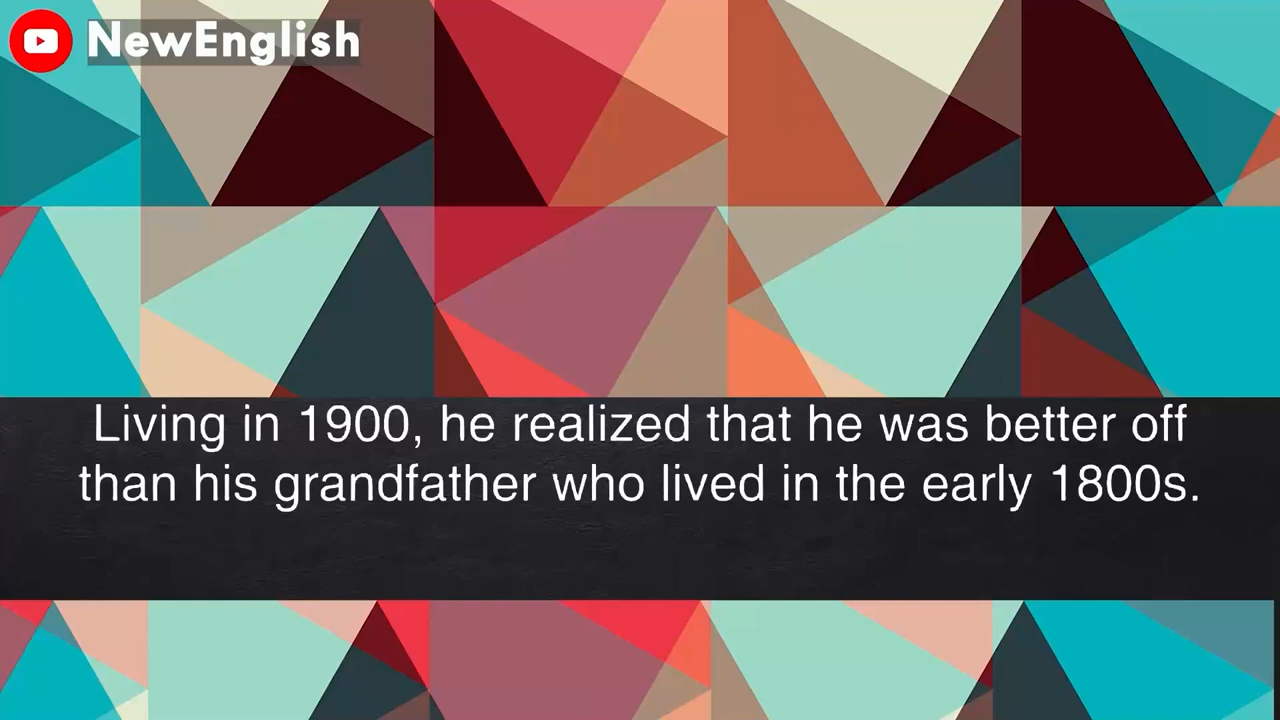 NewEnglish
Living in 1900, he realized that he was better off
than his grandfather who lived in the early 1800s.